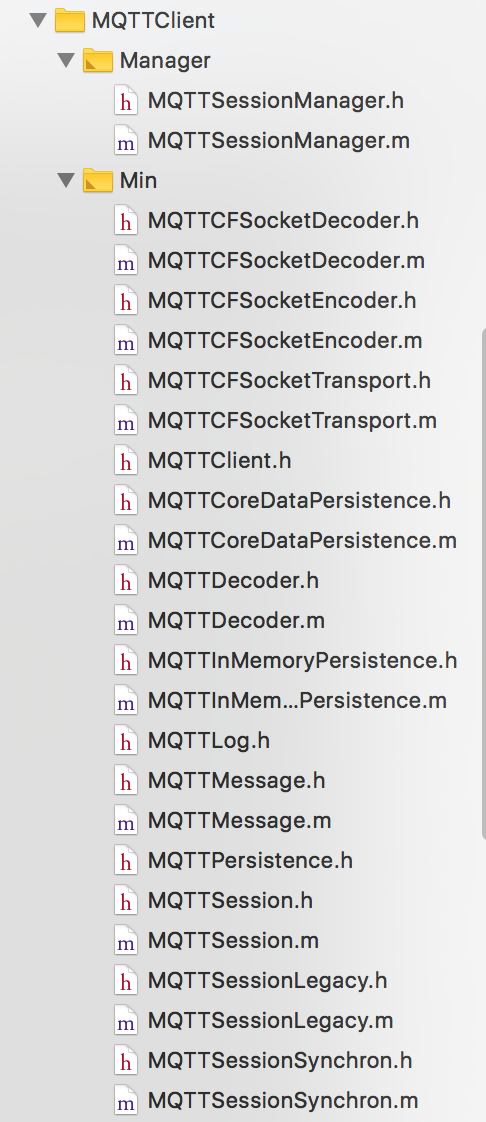 MQTTClient
Manager
h MQTTSessionManager.h
m MQTTSessionManager.m
Min
h MQTTCFSocketDecoder.h
m MQTTCFSocketDecoder.m
h MQTTCFSocketEncoder.h
m MQTTCFSocketEncoder.m
h MQTTCFSocketTransport.h
m MQTTCFSocketTransport.m
h MQTTClient.h
h MQTTCoreDataPersistence.h
m MQTTCoreDataPersistence.m
h MQTTDecoder.h
m MQTTDecoder.m
h MQTTInMemoryPersistence.h
m MQTTInMem...Persistence.m
h MQTTLog.h
h MQTTMessage.h
m MQTTMessage.m
h MQTTPersistence.h
h MQTTSession.h
m MQTTSession.m
h MQTTSessionLegacy.h
m MQTTSessionLegacy.m
h MQTTSessionSynchron.h
m MQTTSessionSynchron.m